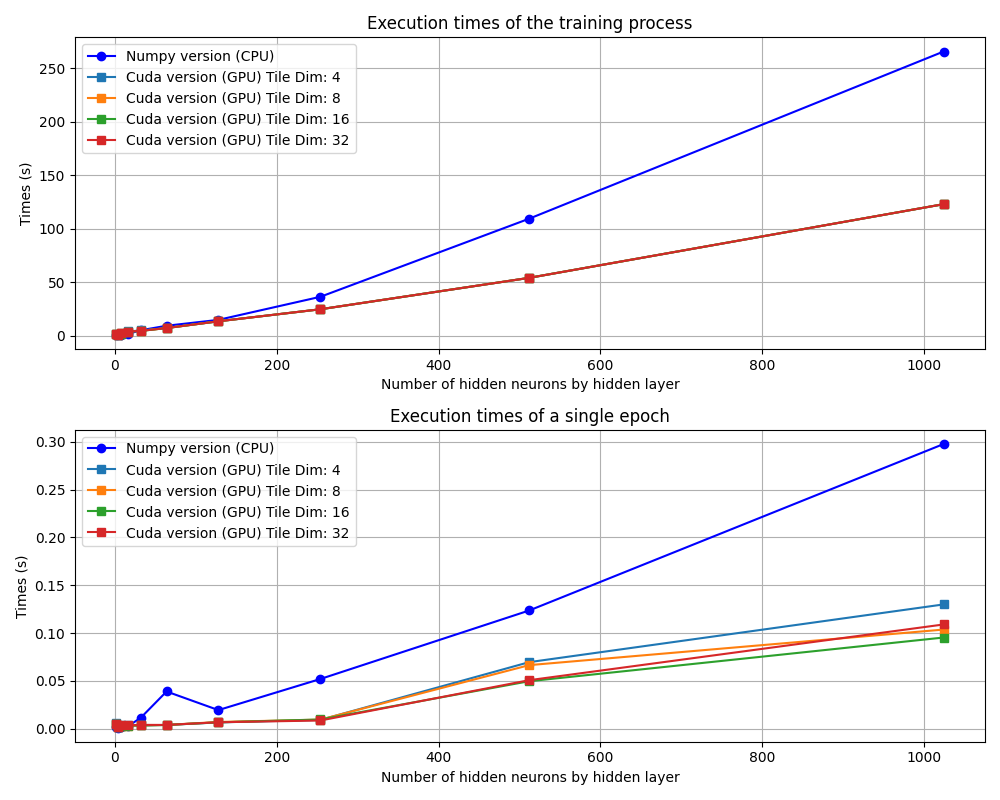 Execution times of the training process
Numpy version (CPU)
Cuda version (GPU) Tile Dim: 4
Cuda version (GPU) Tile Dim: 8
Cuda version (GPU) Tile Dim: 16
Cuda version (GPU) Tile Dim: 32
Times (s)
250
200
150
100
50
0
0 200 400 600 800 1000
Number of hidden neurons by hidden layer
Execution times of a single epoch
Numpy version (CPU)
Cuda version (GPU) Tile Dim: 4
Cuda version (GPU) Tile Dim: 8
Cuda version (GPU) Tile Dim: 16
Cuda version (GPU) Tile Dim: 32
Times (s)
0.30
0.25
0.20
0.15
0.10
0.05
0.00
0 200 400 600 800 1000
Number of hidden neurons by hidden layer